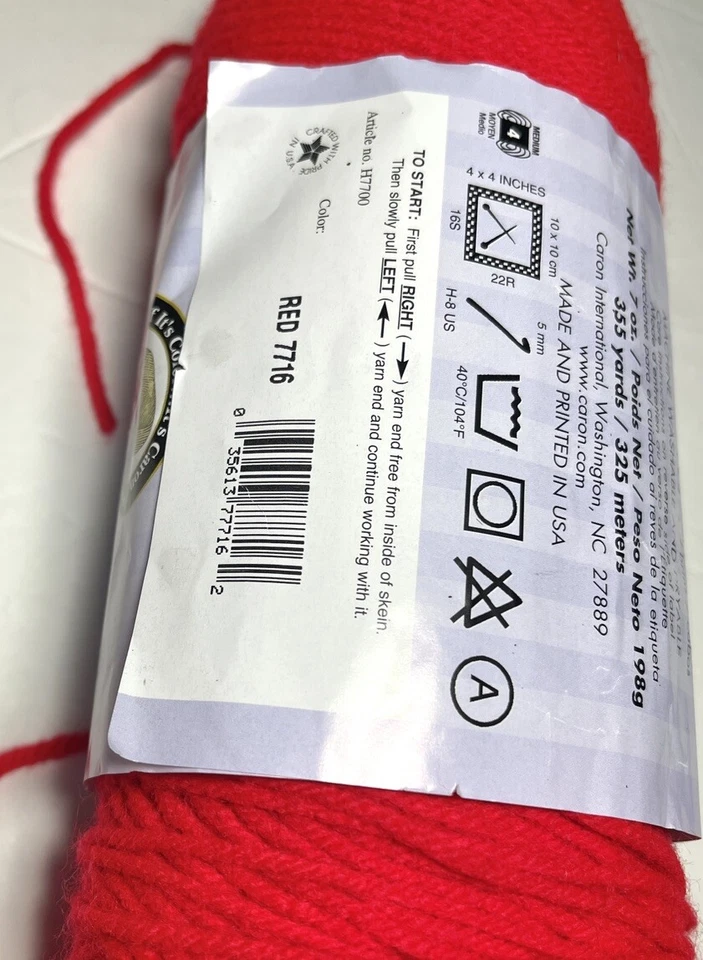 Net Wt. 7 oz. / Poids Net / Peso Neto 198g
355 yards / 325 meters
Caron International, Washington, NC 27889
www.caron.com
MADE AND PRINTED IN USA
MEDIUM
4
MOYEN
Medio
4 x 4 INCHES
10 x 10 cm
16S
22R
5 mm
H-8 US
40°C/104°F
A
TO START: First pull RIGHT (→) yarn end free from inside of skein.
Then slowly pull LEFT (←) yarn end and continue working with it.
Article no. H7700
CRAFTED WITH PRIDE
IN USA
Color:
RED 7716
0 35613 77716 2